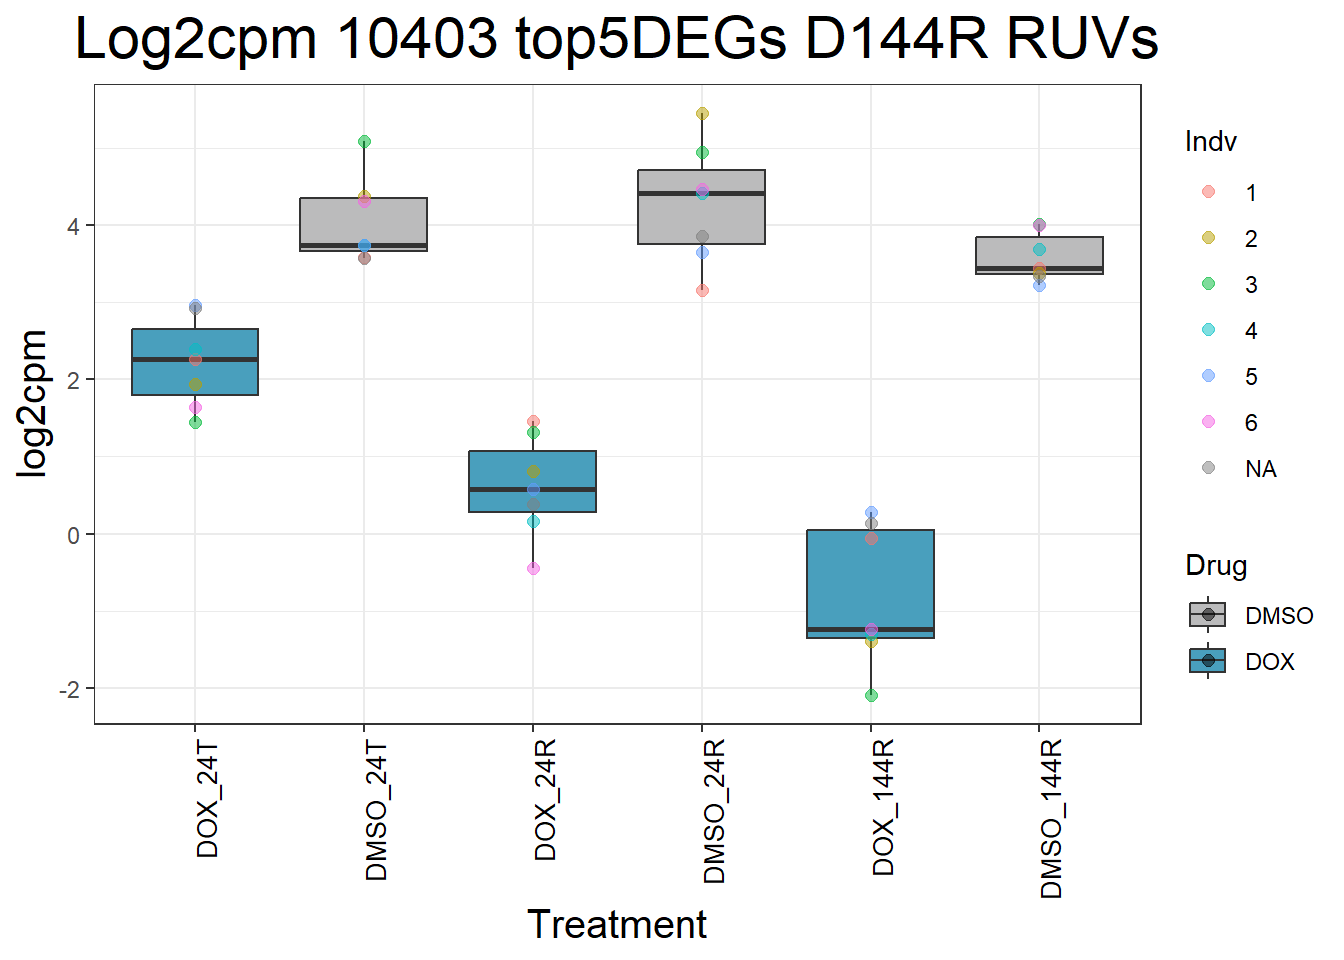 Log2cpm 10403 top5DEGs D144R RUVs
log2cpm
4
2
0
-2
DOX_24T
DMSO_24T
DOX_24R
DMSO_24R
DOX_144R
DMSO_144R
Treatment
Indv
1
2
3
4
5
6
NA
Drug
DMSO
DOX